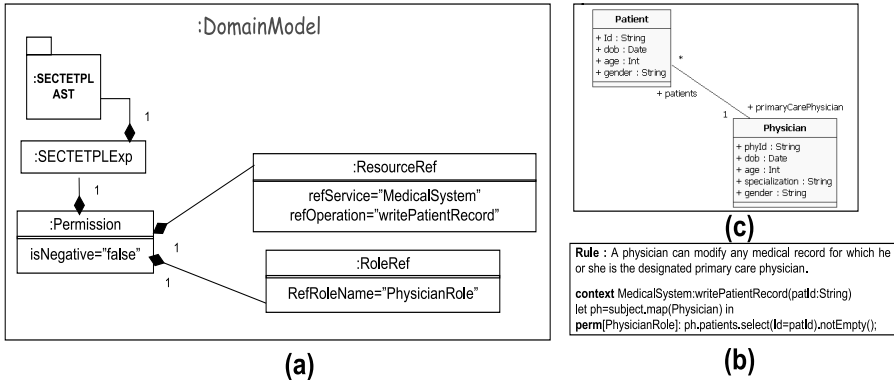 :DomainModel
:SECTETPL
AST
1
:SECTETPLExp
1
:Permission
isNegative="false"
1
1
:ResourceRef
refService="MedicalSystem"
refOperation="writePatientRecord"
:RoleRef
RefRoleName="PhysicianRole"
(a)
Patient
+ Id : String
+ dob : Date
+ age : Int
+ gender : String
*
+ patients
+ primaryCarePhysician
1
Physician
+ phyId : String
+ dob : Date
+ age : Int
+ specialization : String
+ gender : String
(c)
Rule : A physician can modify any medical record for which he
or she is the designated primary care physician.
context MedicalSystem:writePatientRecord(patId:String)
let ph=subject.map(Physician) in
perm[PhysicianRole]: ph.patients.select(Id=patId).notEmpty();
(b)